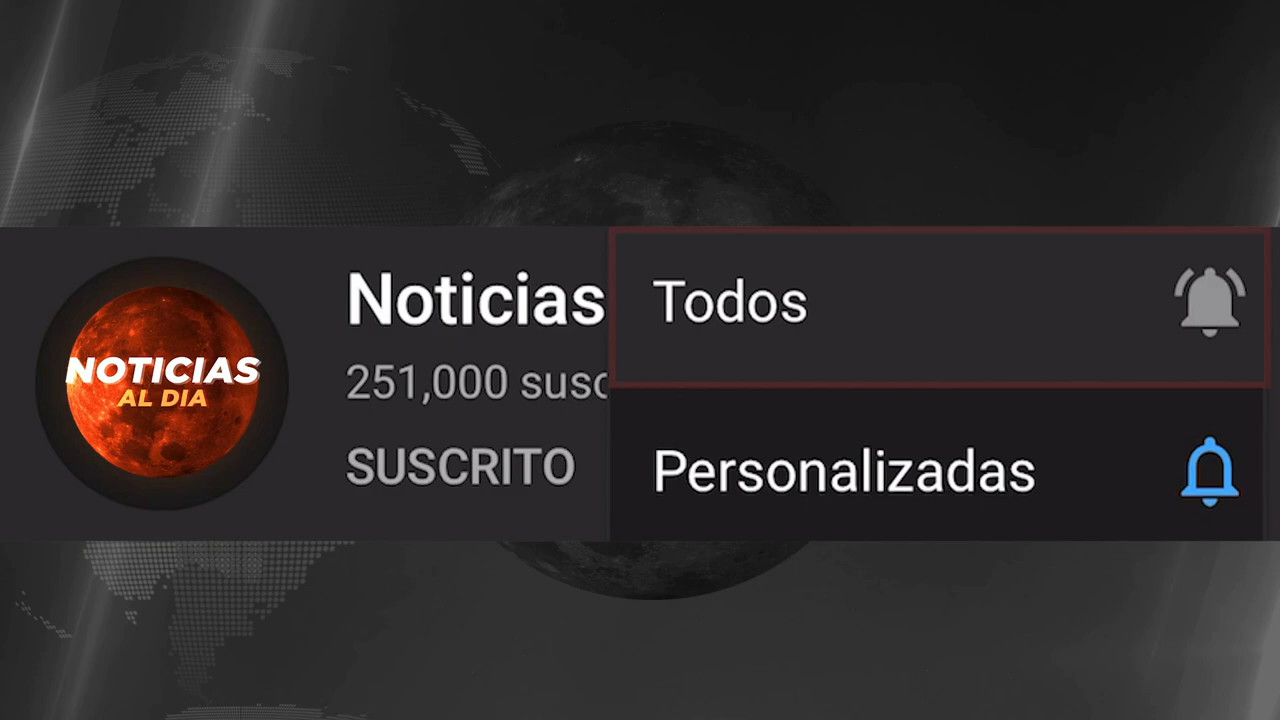 NOTICIAS
AL DIA
Noticias
251,000 susc
SUSCRITO
Todos
Personalizadas